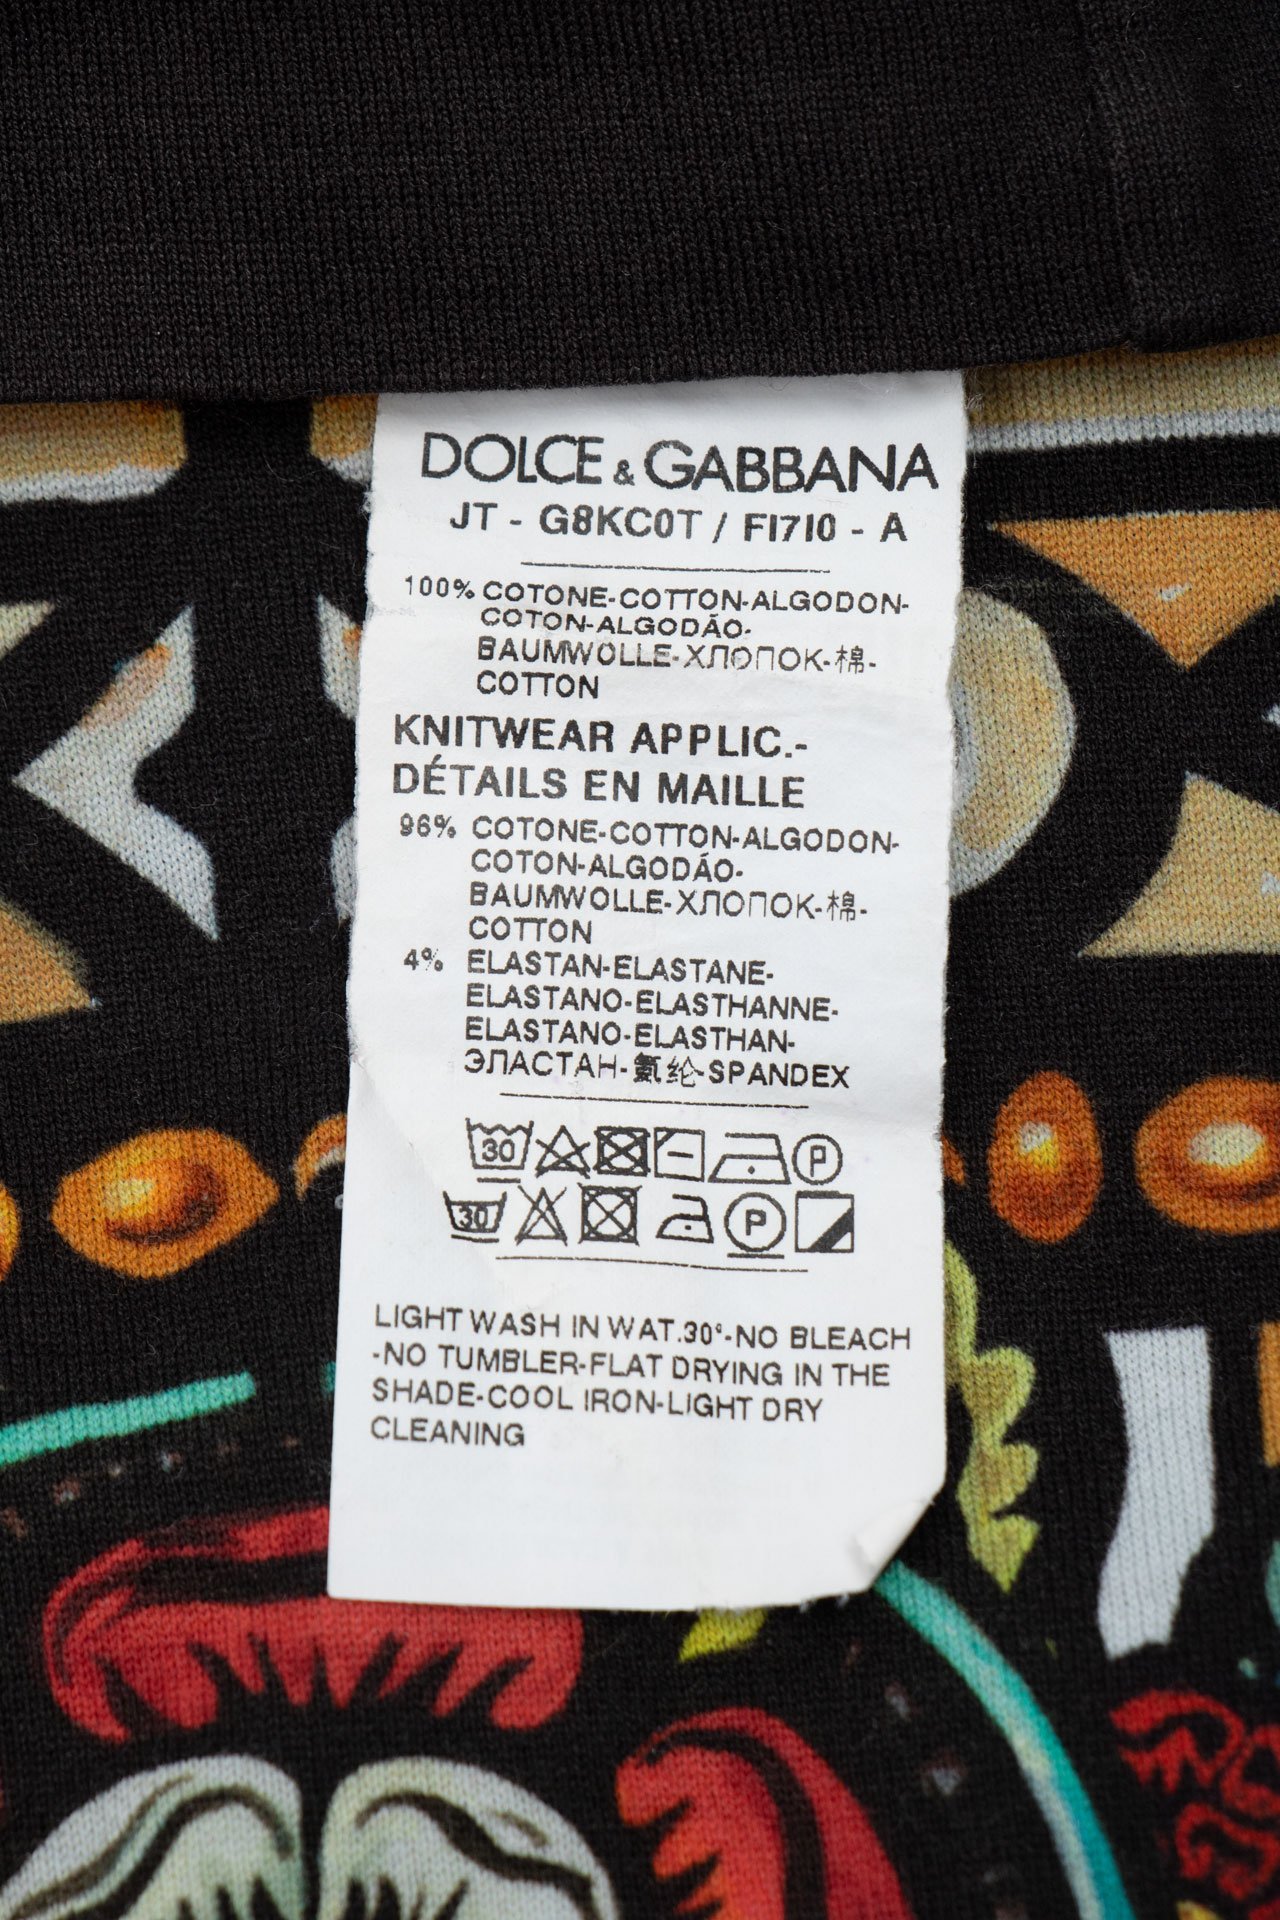 DOLCE & GABBANA
JT - G8KC0T / FI7I0 - A
100% COTONE-COTTON-ALGODON-
COTON-ALGODÃO-
BAUMWOLLE-ХЛОПОК-棉-
COTTON
KNITWEAR APPLIC.-
DÉTAILS EN MAILLE
96% COTONE-COTTON-ALGODON-
COTON-ALGODÃO-
BAUMWOLLE-ХЛОПОК-棉-
COTTON
4% ELASTAN-ELASTANE-
ELASTANO-ELASTHANNE-
ELASTANO-ELASTHAN-
ЭЛАСТАН-氨纶-SPANDEX
30 P
30 P
LIGHT WASH IN WAT.30°-NO BLEACH
-NO TUMBLER-FLAT DRYING IN THE
SHADE-COOL IRON-LIGHT DRY
CLEANING